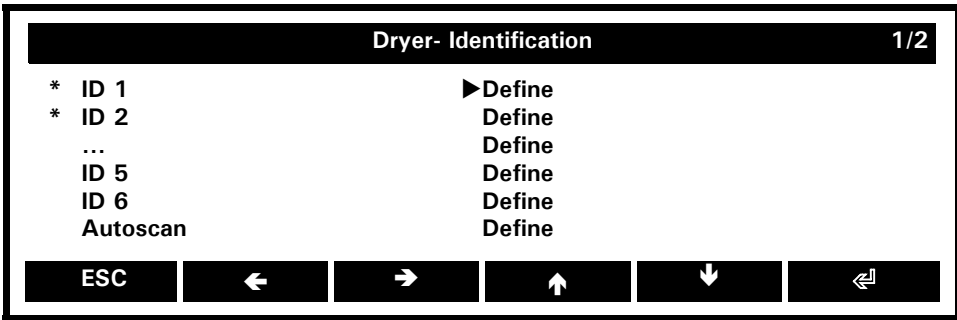 Dryer- Identification 1/2
* ID 1 ▶Define
* ID 2 Define
... Define
ID 5 Define
ID 6 Define
Autoscan Define
ESC ← → ↑ ↓ ⏎